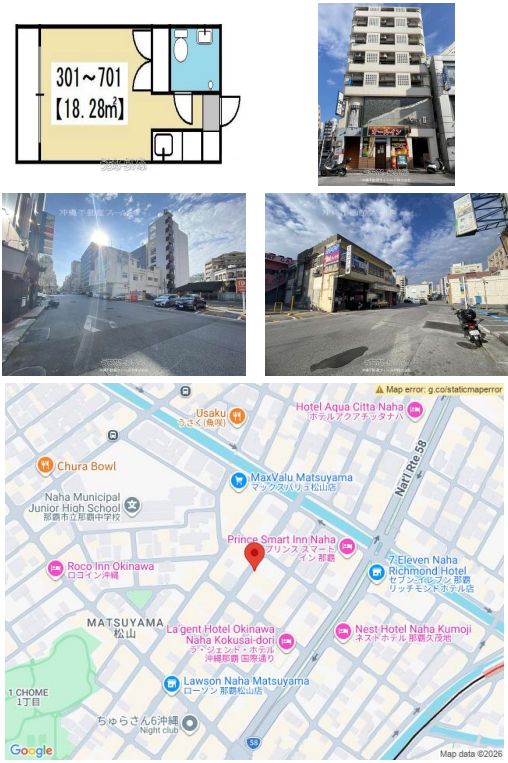 301～701
【18.28㎡】
オールイン
Map error: g.co/staticmaperror
Usaku
うさく(魚咲)
Hotel Aqua Citta Naha
ホテルアクアチッタナハ
Nat'l Rte 58
Chura Bowl
MaxValu Matsuyama
マックスバリュ松山店
Naha Municipal
Junior High School
那覇市立那覇中学校
Prince Smart Inn Naha
プリンス スマート
イン 那覇
7-Eleven Naha
Richmond Hotel
セブン-イレブン 那覇
リッチモンドホテル店
Roco Inn Okinawa
ロコイン沖縄
MATSUYAMA
松山
La'gent Hotel Okinawa
Naha Kokusai-dori
ラ・ジェント・ホテル
沖縄那覇 国際通り
Nest Hotel Naha Kumoji
ネストホテル 那覇久茂地
1 CHOME
1丁目
Lawson Naha Matsuyama
ローソン 那覇松山店
ちゅらさん6沖縄
Night club
58
Google
Map data ©2026